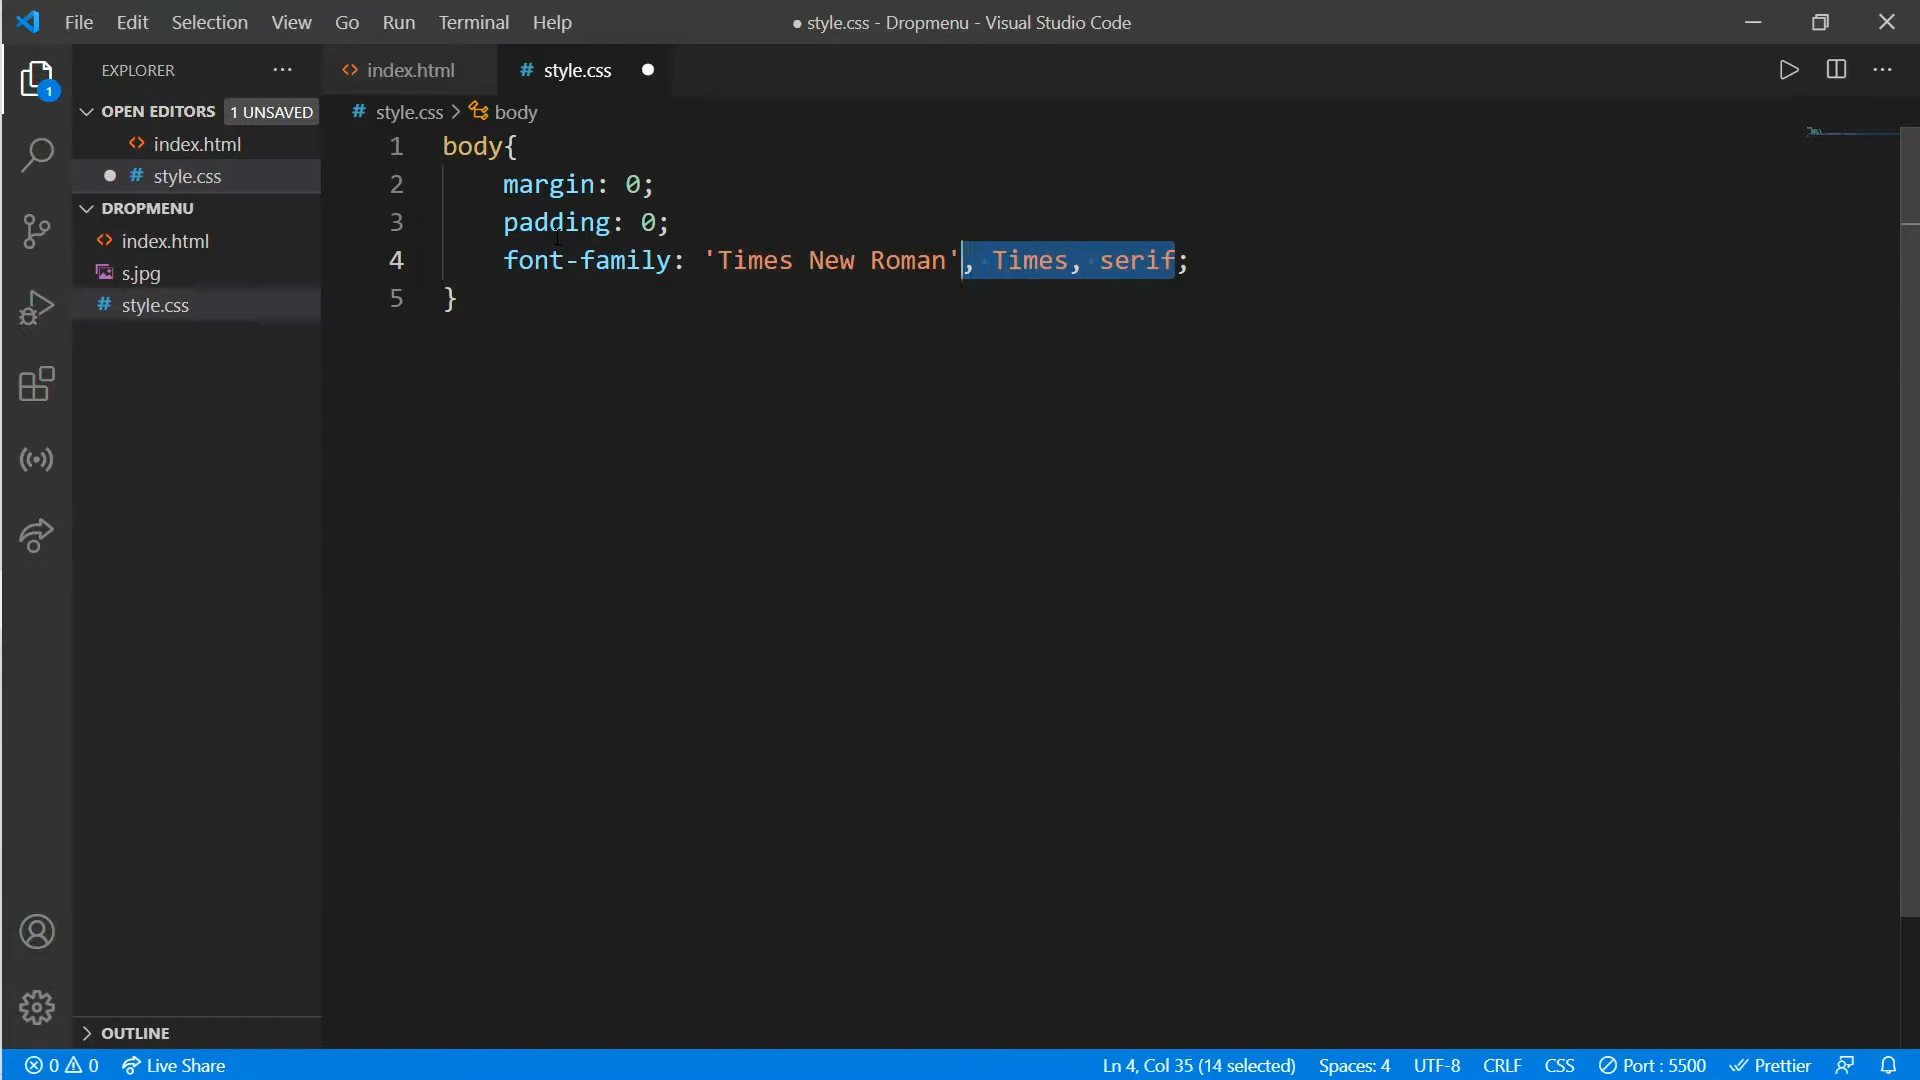 File Edit Selection View Go Run Terminal Help
● style.css - Dropmenu - Visual Studio Code
EXPLORER
index.html
# style.css
1
OPEN EDITORS 1 UNSAVED
# style.css > body
index.html
# style.css
DROPMENU
index.html
s.jpg
# style.css
1 body{
2 margin: 0;
3 padding: 0;
4 font-family: 'Times New Roman', Times, serif;
5 }
OUTLINE
0 0 Live Share
Ln 4, Col 35 (14 selected) Spaces: 4 UTF-8 CRLF CSS Port : 5500 Prettier